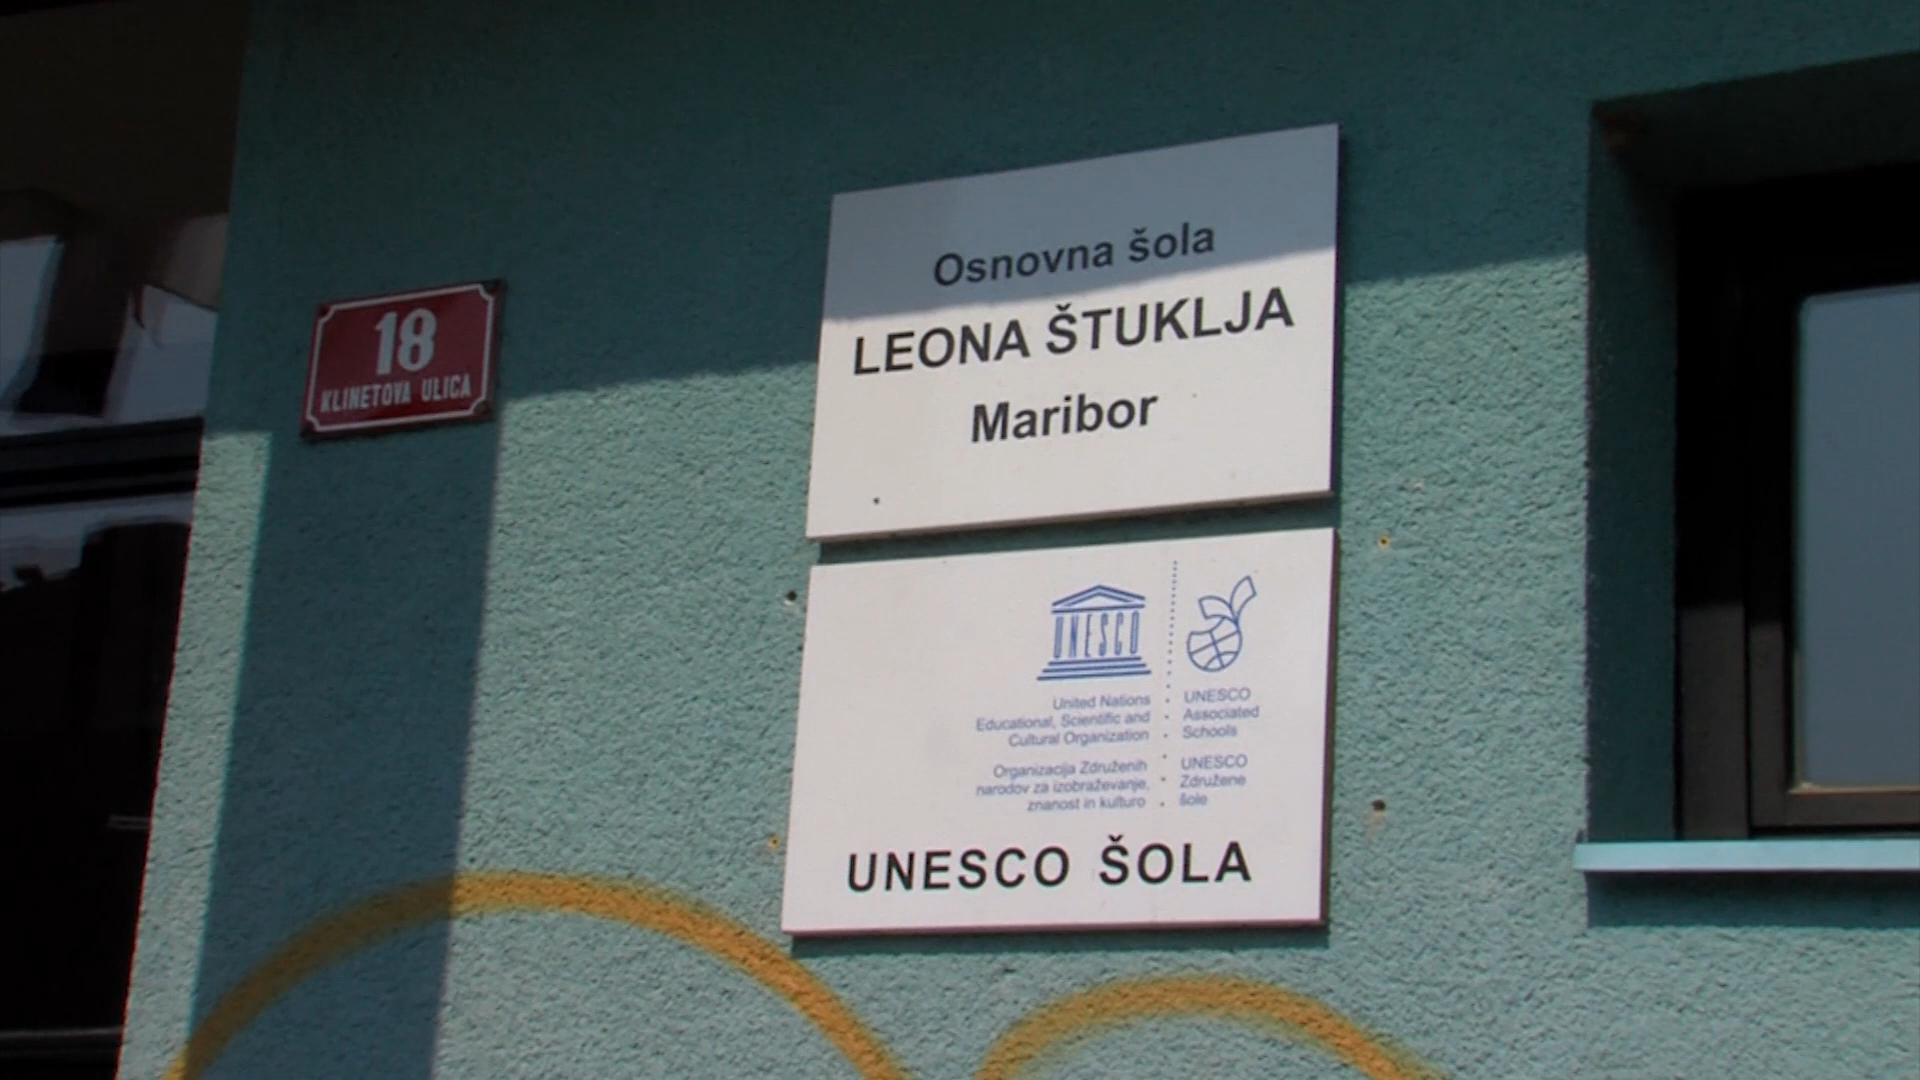 18
KLINETOVA ULICA
Osnovna šola
LEONA ŠTUKLJA
Maribor
UNESCO
United Nations
Educational, Scientific and
Cultural Organization
Organizacija Združenih
narodov za izobraževanje,
znanost in kulturo
UNESCO
Associated
Schools
UNESCO
Združene
šole
UNESCO ŠOLA